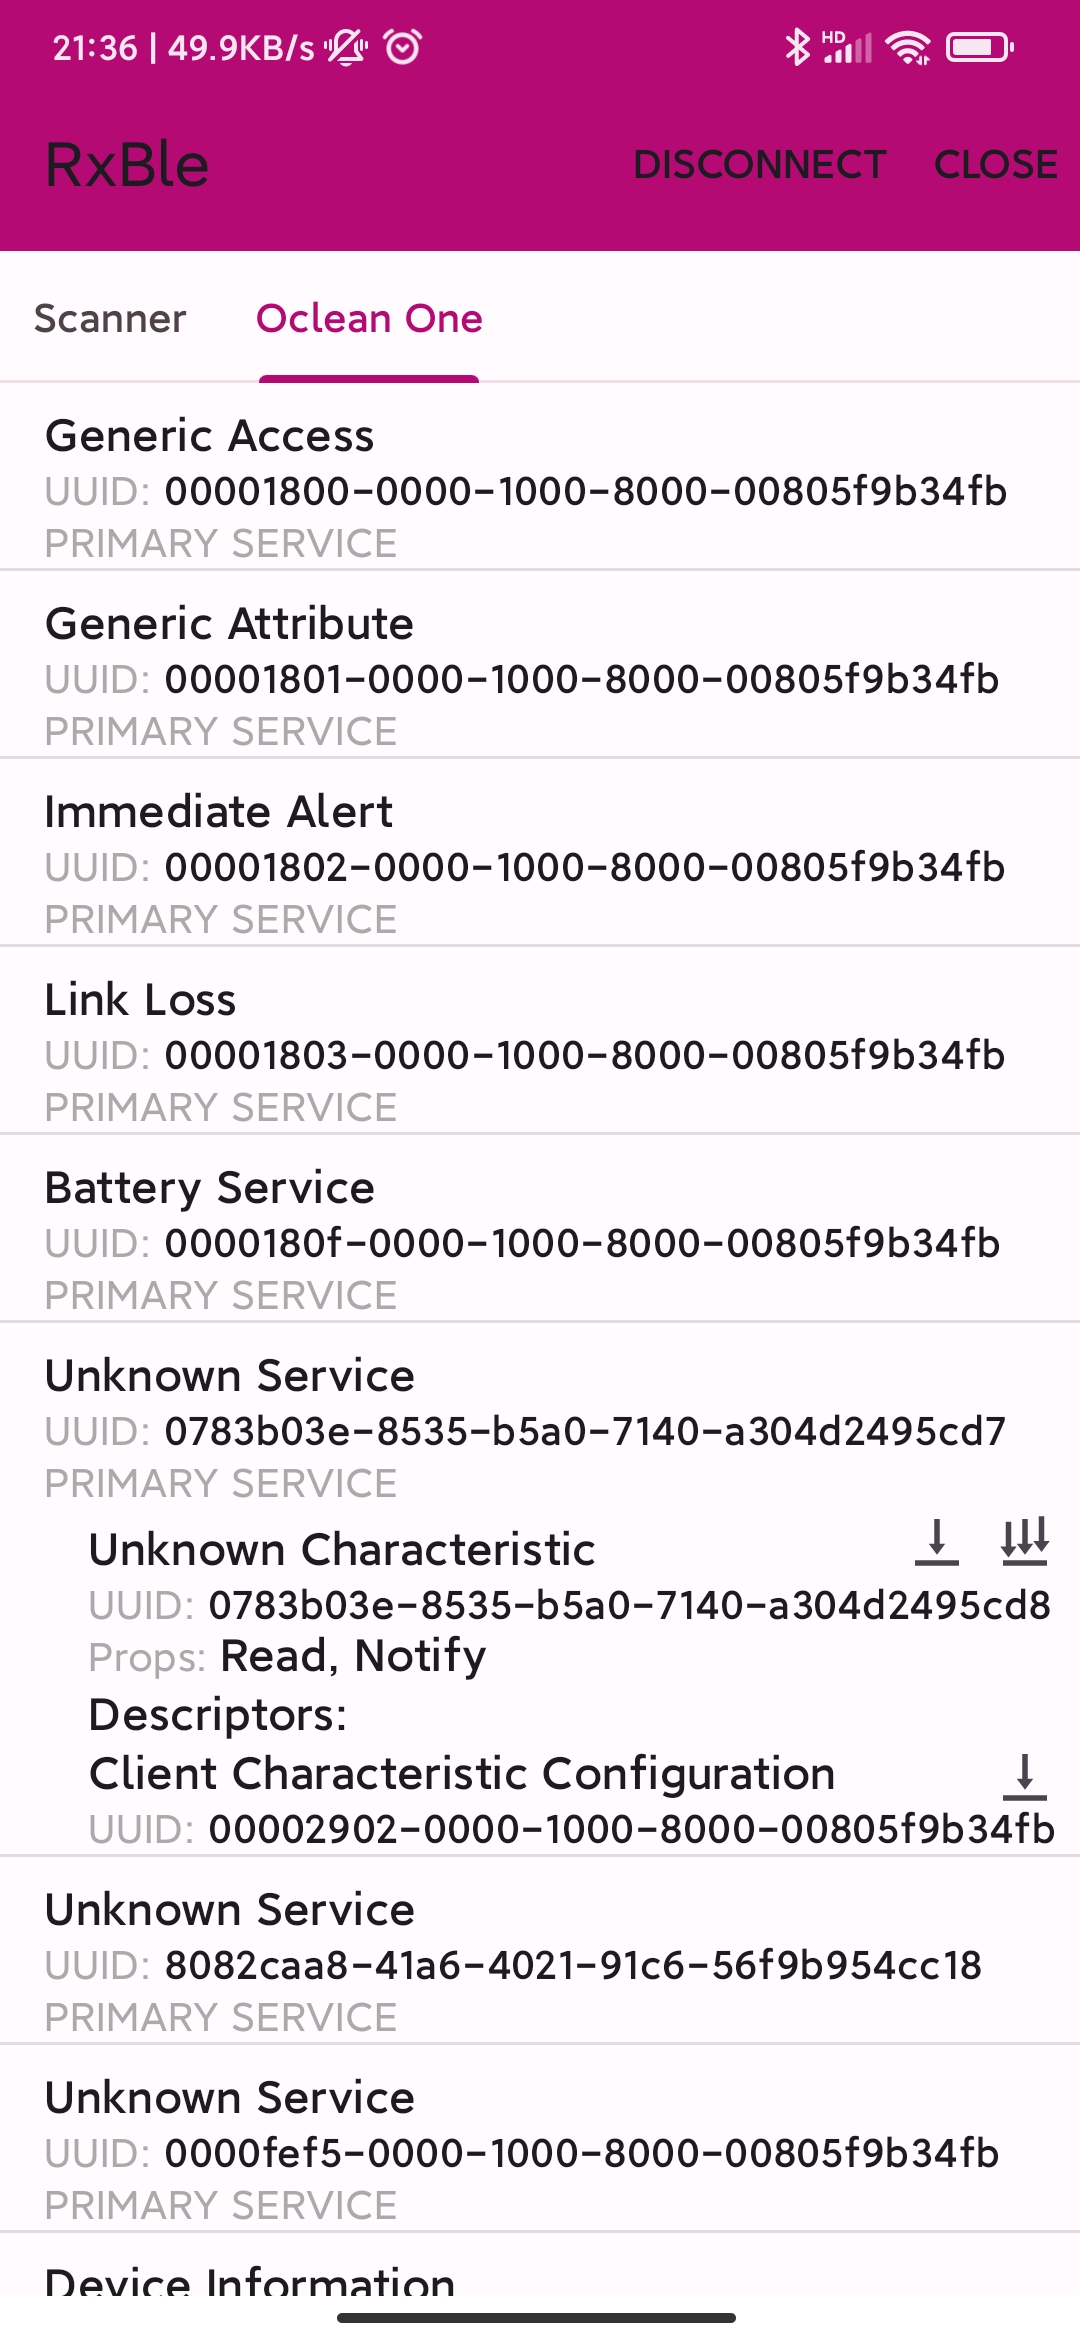 21:36 | 49.9KB/s HD
RxBle DISCONNECT CLOSE
Scanner Oclean One
Generic Access
UUID: 00001800-0000-1000-8000-00805f9b34fb
PRIMARY SERVICE
Generic Attribute
UUID: 00001801-0000-1000-8000-00805f9b34fb
PRIMARY SERVICE
Immediate Alert
UUID: 00001802-0000-1000-8000-00805f9b34fb
PRIMARY SERVICE
Link Loss
UUID: 00001803-0000-1000-8000-00805f9b34fb
PRIMARY SERVICE
Battery Service
UUID: 0000180f-0000-1000-8000-00805f9b34fb
PRIMARY SERVICE
Unknown Service
UUID: 0783b03e-8535-b5a0-7140-a304d2495cd7
PRIMARY SERVICE
Unknown Characteristic
UUID: 0783b03e-8535-b5a0-7140-a304d2495cd8
Props: Read, Notify
Descriptors:
Client Characteristic Configuration
UUID: 00002902-0000-1000-8000-00805f9b34fb
Unknown Service
UUID: 8082caa8-41a6-4021-91c6-56f9b954cc18
PRIMARY SERVICE
Unknown Service
UUID: 0000fef5-0000-1000-8000-00805f9b34fb
PRIMARY SERVICE
Device Information